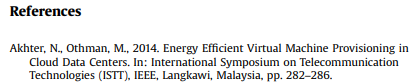 References
Akhter, N., Othman, M., 2014. Energy Efficient Virtual Machine Provisioning in
Cloud Data Centers. In: International Symposium on Telecommunication
Technologies (ISTT), IEEE, Langkawi, Malaysia, pp. 282–286.